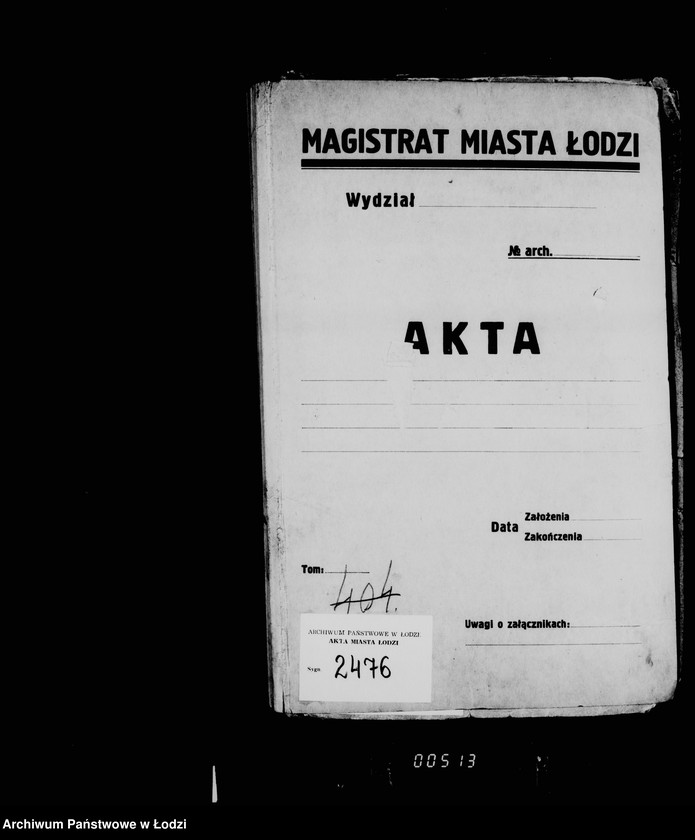 MAGISTRAT MIASTA ŁODZI
Wydział
№ arch.
AKTA
Data Założenia
Zakończenia
Tom:
404.
Uwagi o załącznikach:
ARCHIWUM PAŃSTWOWE W ŁODZI
AKTA MIASTA ŁODZI
Sygn. 2476
00513
Archiwum Państwowe w Łodzi